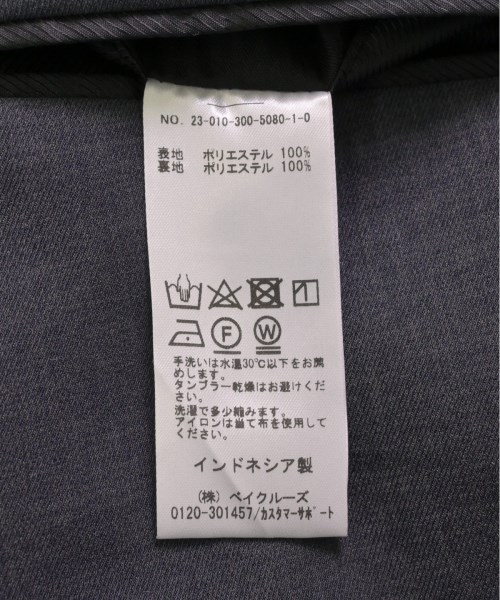 NO. 23-010-300-5080-1-0
表地 ポリエステル 100%
裏地 ポリエステル 100%
F W
手洗いは水温30℃以下をお薦
めします。
タンブラー乾燥はお避けくだ
さい。
洗濯で多少縮みます。
アイロンは当て布を使用して
ください。
インドネシア製
(株) ベイクルーズ
0120-301457/カスタマーサポート